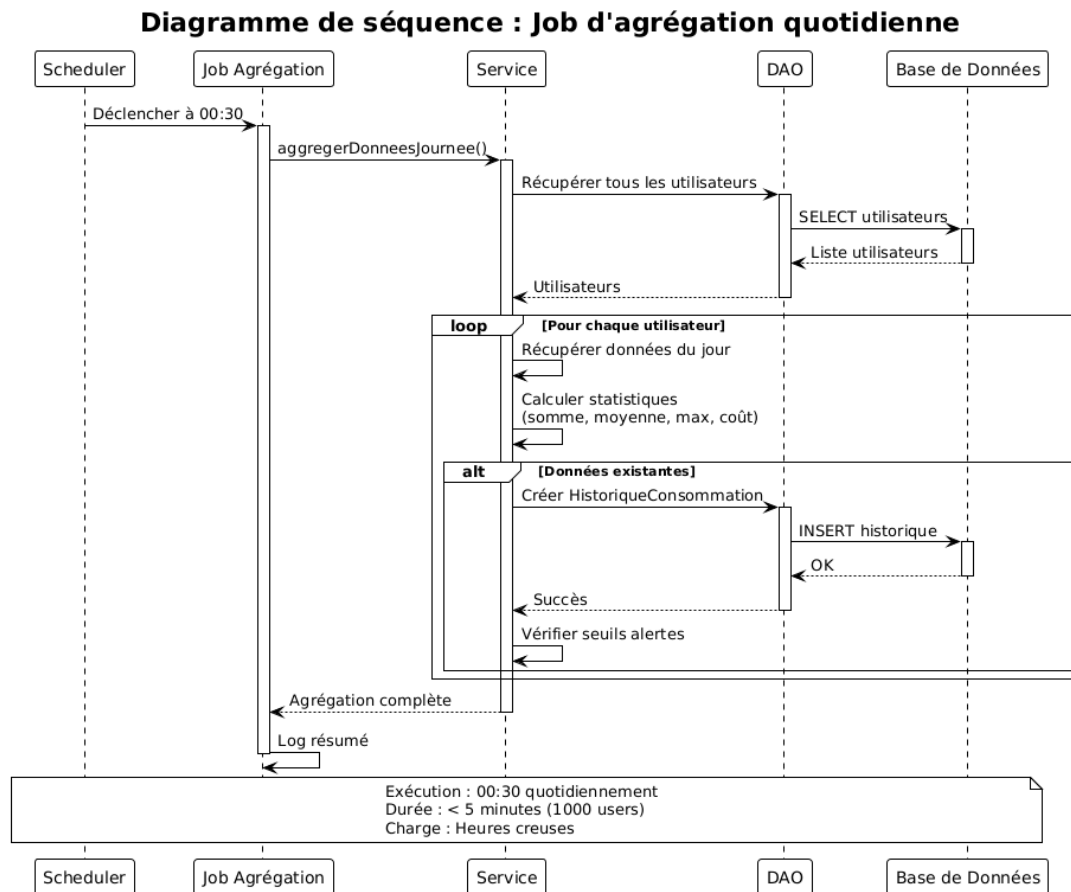 Diagramme de séquence : Job d'agrégation quotidienne
Scheduler
Job Agrégation
Service
DAO
Base de Données
Déclencher à 00:30
aggregerDonneesJournee()
Récupérer tous les utilisateurs
SELECT utilisateurs
Liste utilisateurs
Utilisateurs
loop
[Pour chaque utilisateur]
Récupérer données du jour
Calculer statistiques
(somme, moyenne, max, coût)
alt
[Données existantes]
Créer HistoriqueConsommation
INSERT historique
OK
Succès
Vérifier seuils alertes
Agrégation complète
Log résumé
Exécution : 00:30 quotidiennement
Durée : < 5 minutes (1000 users)
Charge : Heures creuses
Scheduler
Job Agrégation
Service
DAO
Base de Données